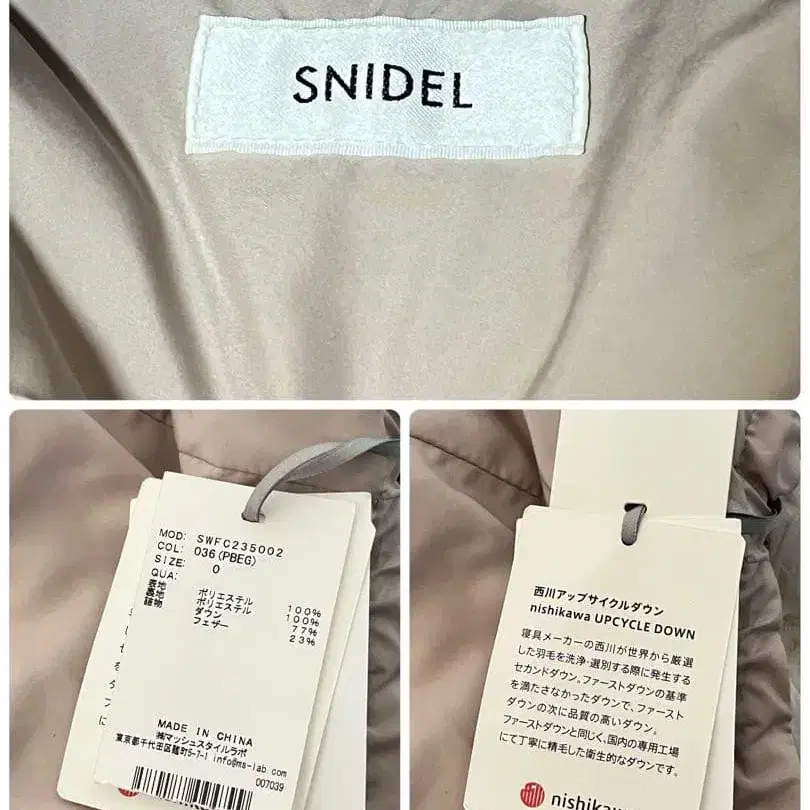 SNIDEL
MOD: SWFC235002
COL: 036(PBEG)
SIZE: 0
QUA:
表地 ポリエステル 100%
裏地 ポリエステル 100%
詰物 ダウン 77%
フェザー 23%
MADE IN CHINA
㈱マッシュスタイルラボ
東京都千代田区麹町5-7-1 info@ms-lab.com
007039
西川アップサイクルダウン
nishikawa UPCYCLE DOWN
寝具メーカーの西川が世界から厳選
した羽毛を洗浄・選別する際に発生する
セカンドダウン。ファーストダウンの基準
を満たさなかったダウンで、ファースト
ダウンの次に品質の高いダウン。
ファーストダウンと同じく、国内の専用工場
にて丁寧に精毛した衛生的なダウンです。
nishikawa